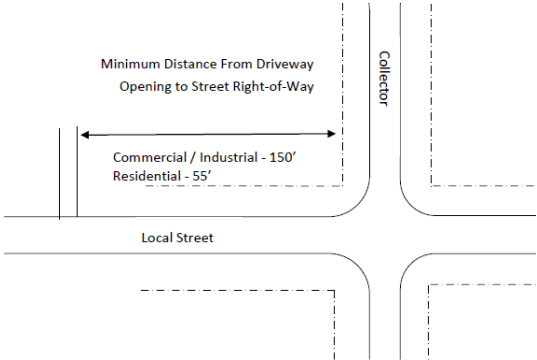 Minimum Distance From Driveway
Opening to Street Right-of-Way
Collector
Commercial / Industrial - 150’
Residential - 55’
Local Street